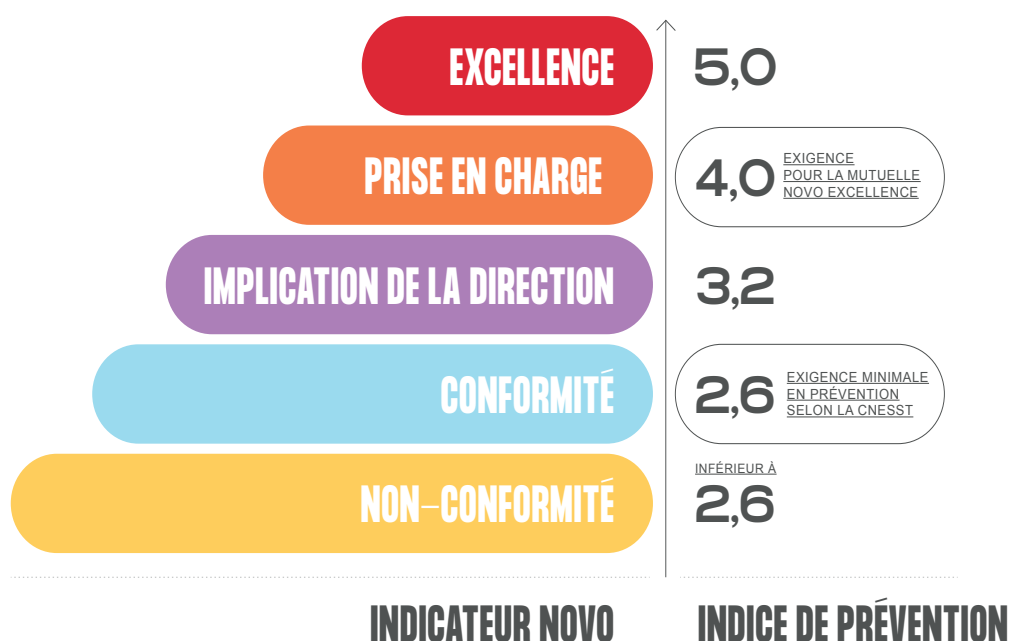 EXCELLENCE
5,0
PRISE EN CHARGE
4,0
EXIGENCE
POUR LA MUTUELLE
NOVO EXCELLENCE
IMPLICATION DE LA DIRECTION
3,2
CONFORMITÉ
2,6
EXIGENCE MINIMALE
EN PRÉVENTION
SELON LA CNESST
NON-CONFORMITÉ
INFÉRIEUR À
2,6
INDICATEUR NOVO
INDICE DE PRÉVENTION